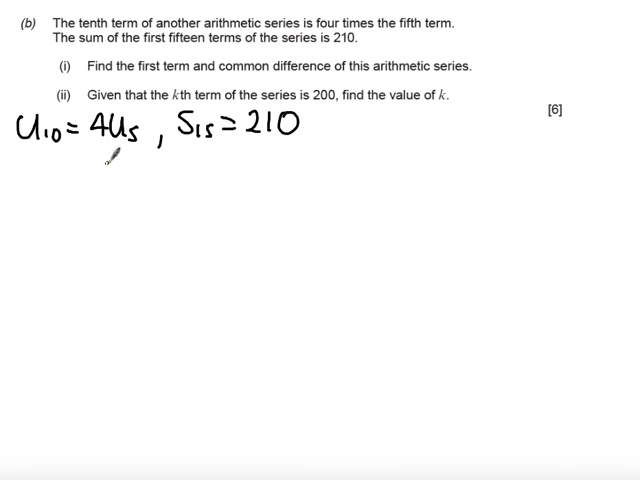 (b) The tenth term of another arithmetic series is four times the fifth term.
The sum of the first fifteen terms of the series is 210.
(i) Find the first term and common difference of this arithmetic series.
(ii) Given that the kth term of the series is 200, find the value of k.
[6]
U₁₀ = 4U₅ , S₁₅ = 210